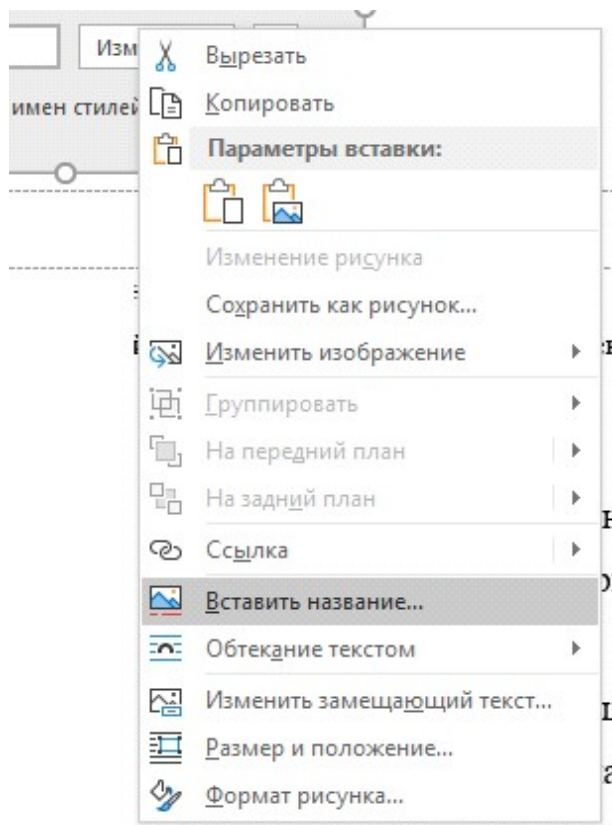 Изм
имен стилей
Вырезать
Копировать
Параметры вставки:
Изменение рисунка
Сохранить как рисунок...
Изменить изображение
Группировать
На передний план
На задний план
Ссылка
Вставить название...
Обтекание текстом
Изменить замещающий текст...
Размер и положение...
Формат рисунка...